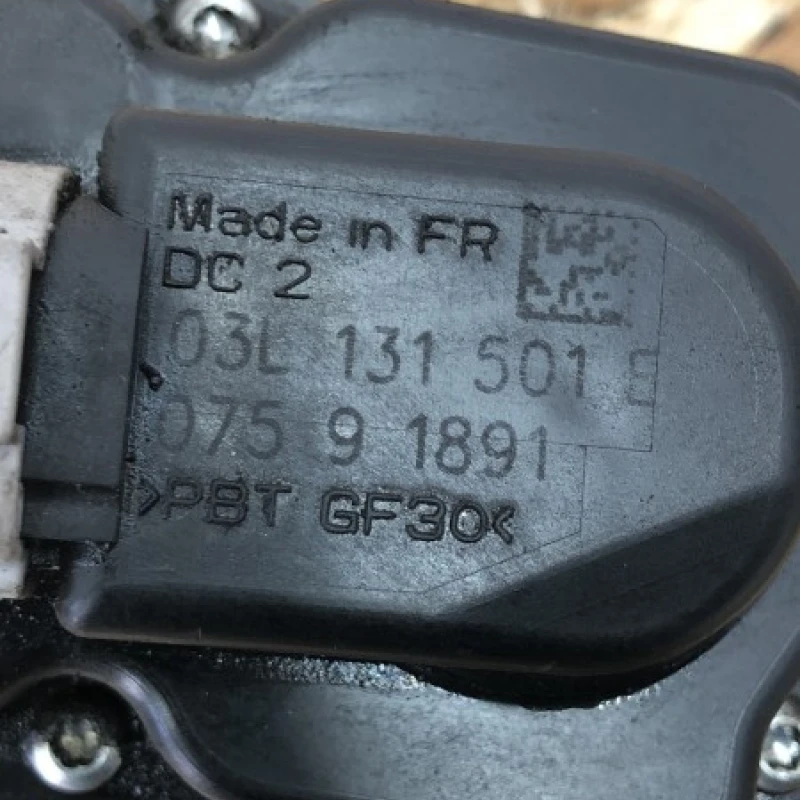 Made in FR
DC 2
03L 131 501 E
075 9 1891
>PBT GF30<